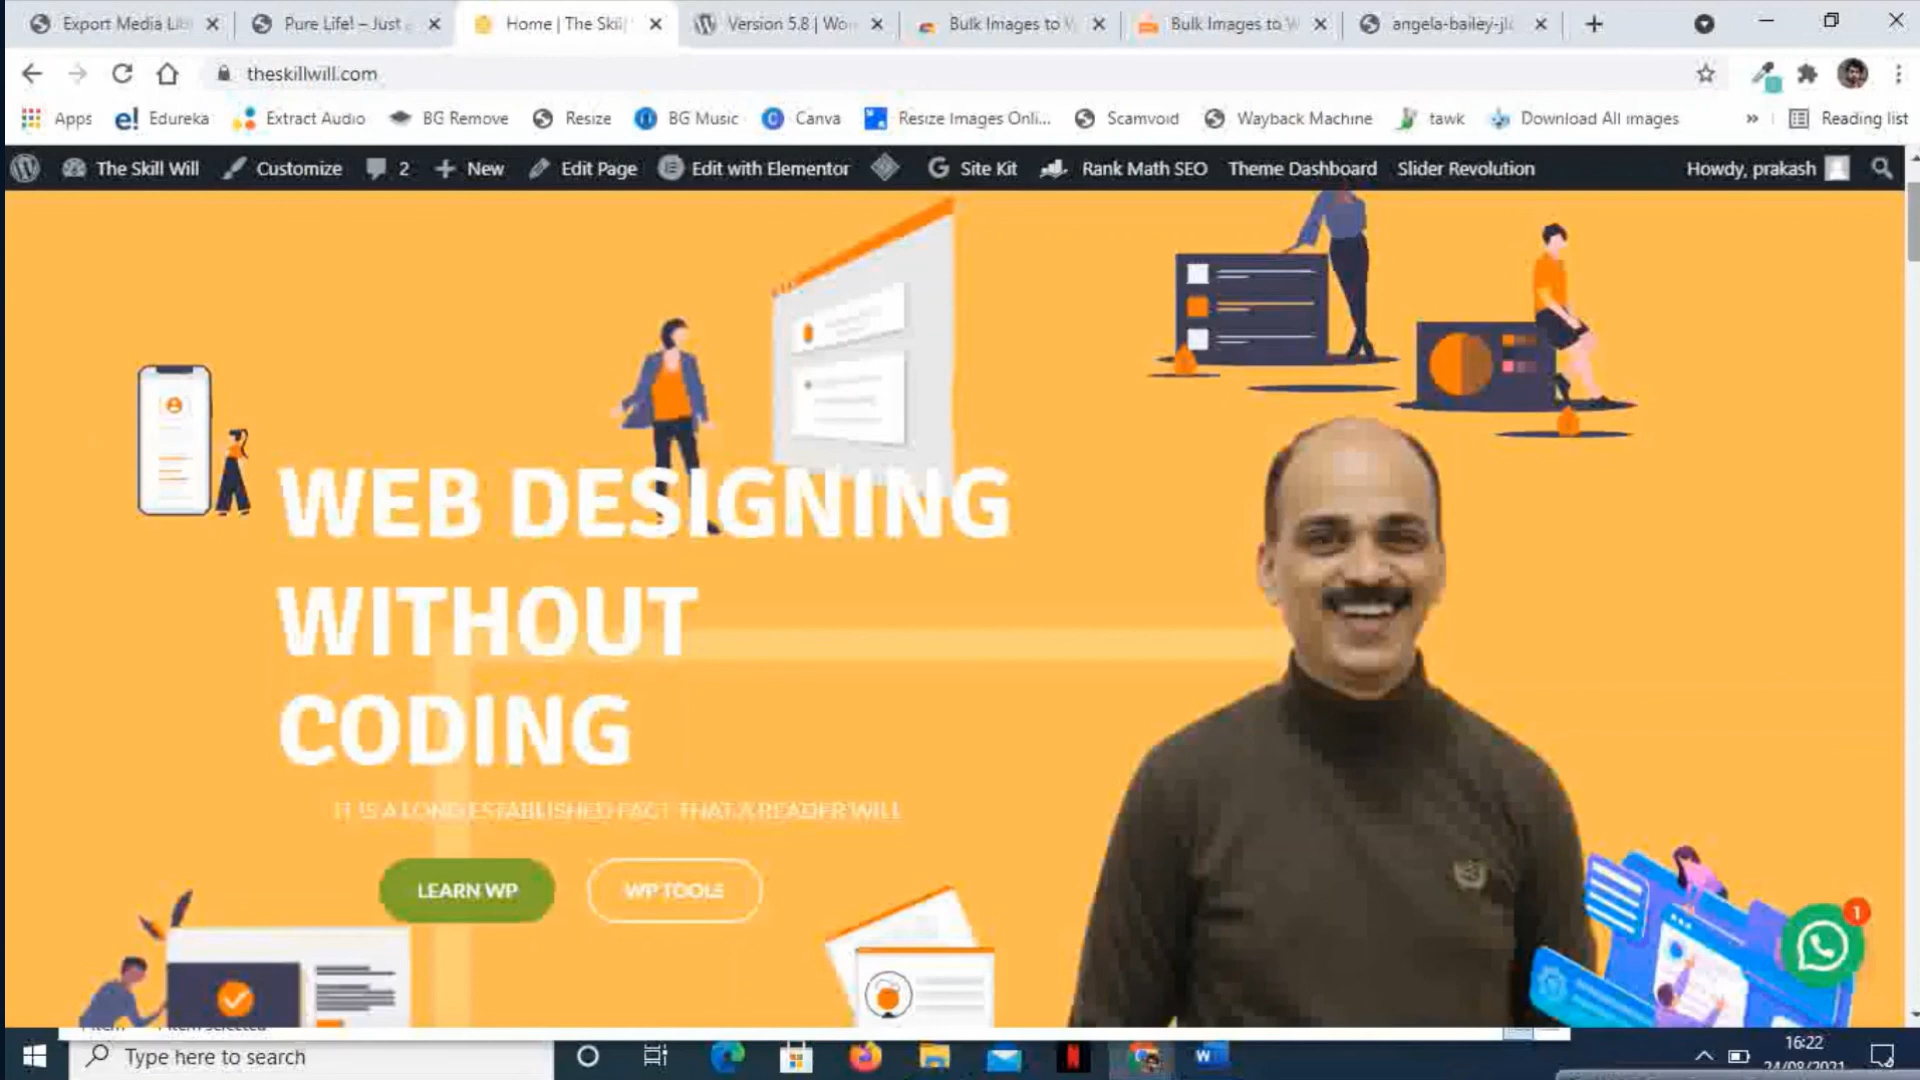 Export Media Lib
Pure Life! – Just a
Home | The Skill
Version 5.8 | Wo
Bulk Images to W
Bulk Images to W
angela-bailey-jl
theskillwill.com
Apps
e! Edureka
Extract Audio
BG Remove
Resize
BG Music
Canva
Resize Images Onli...
Scamvoid
Wayback Machine
tawk
Download All images
»
Reading list
The Skill Will
Customize
2
New
Edit Page
Edit with Elementor
Site Kit
Rank Math SEO
Theme Dashboard
Slider Revolution
Howdy, prakash
WEB DESIGNING
WITHOUT
CODING
IT IS A LONG ESTABLISHED FACT THAT A READER WILL
LEARN WP
WP TOOLS
1
Type here to search
16:22
24/08/2021